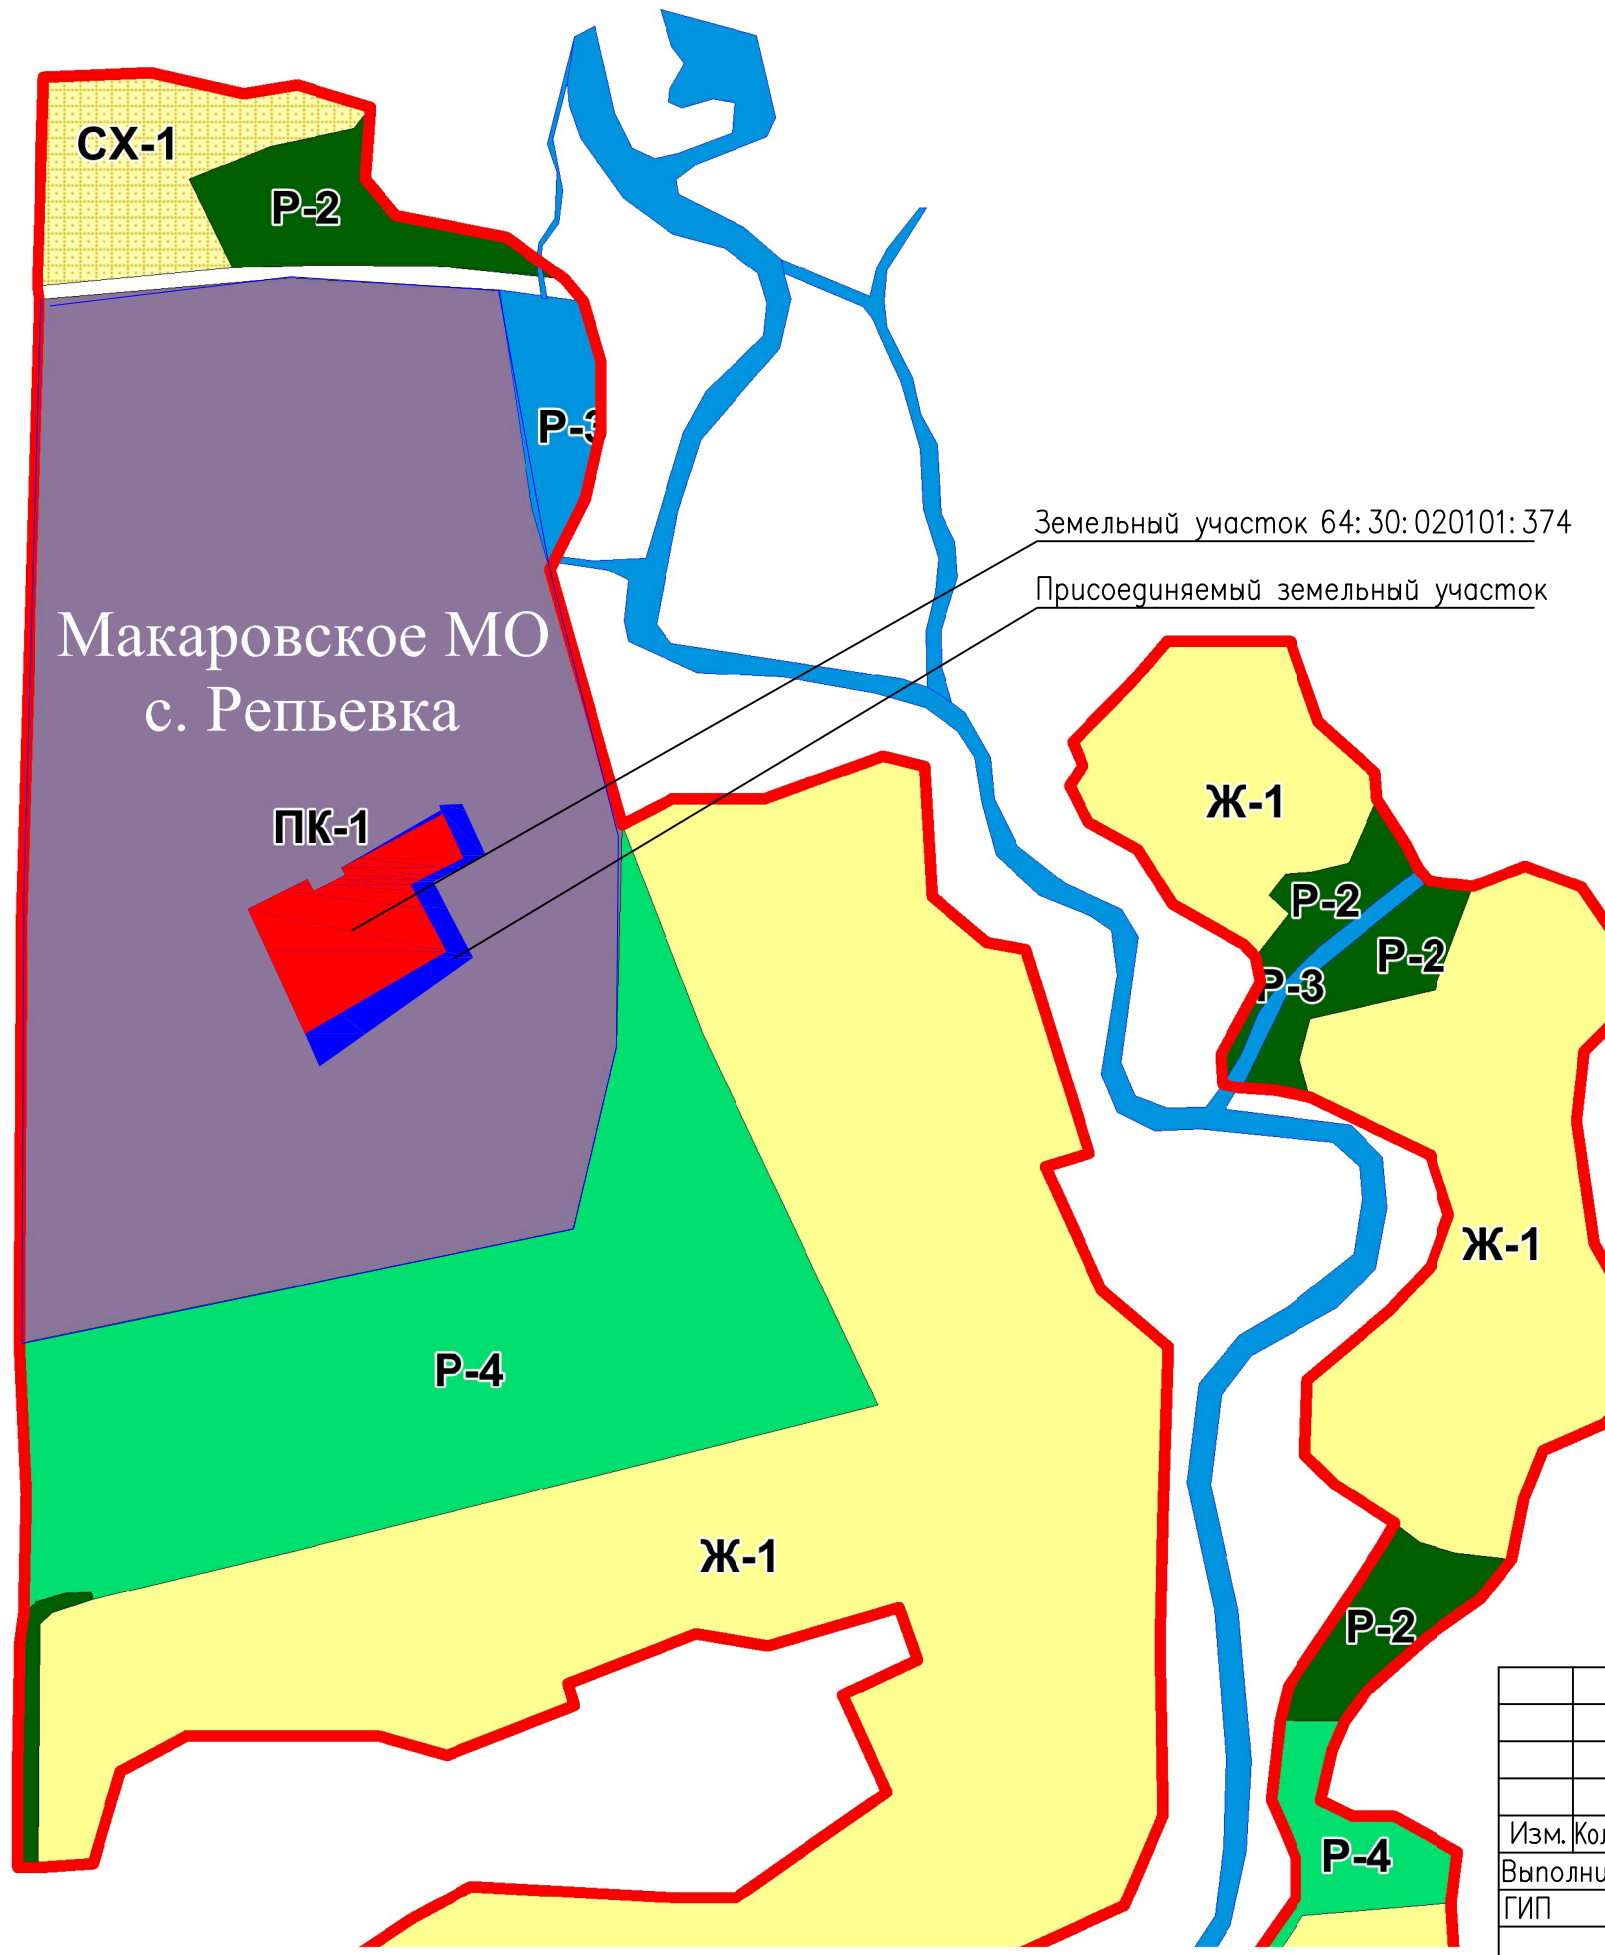 СХ-1
Р-2
Р-3
Земельный участок 64:30:020101:374
Присоединяемый земельный участок
Макаровское МО
с. Репьевка
ПК-1
Ж-1
Р-2
Р-2
Р-3
Ж-1
Р-4
Ж-1
Р-2
Р-4
Изм.
ГИП